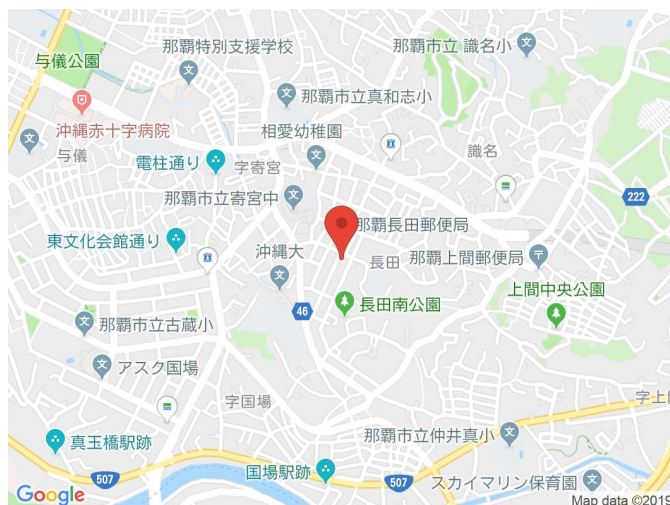 那覇特別支援学校
那覇市立 識名小
与儀公園
那覇市立真和志小
沖縄赤十字病院
相愛幼稚園
与儀
識名
電柱通り
字寄宮
那覇市立寄宮中
222
那覇長田郵便局
東文化会館通り
沖縄大
長田
那覇上間郵便局
上間中央公園
46
長田南公園
那覇市立古蔵小
アスク国場
字国場
字上間
真玉橋駅跡
那覇市立仲井真小
507
国場駅跡
507
スカイマリン保育園
Google
Map data ©2019